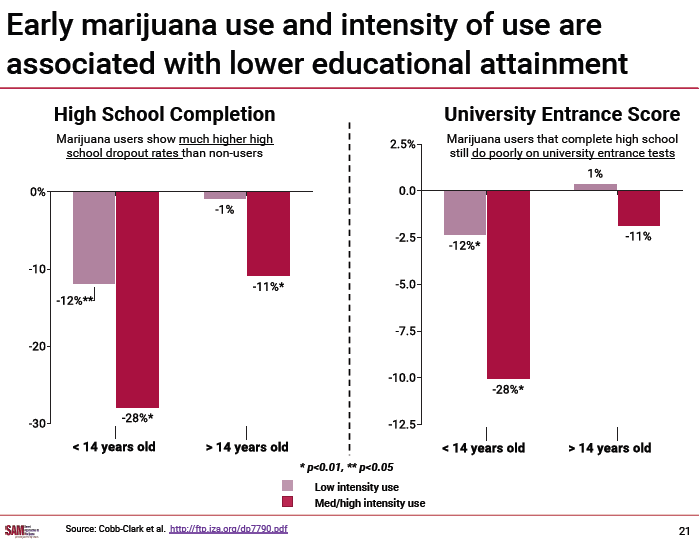 Early marijuana use and intensity of use are
associated with lower educational attainment
High School Completion
Marijuana users show much higher high
school dropout rates than non-users
0%
-10
-20
-30
-1%
-12%**
-11%*
-28%*
< 14 years old
> 14 years old
University Entrance Score
Marijuana users that complete high school
still do poorly on university entrance tests
2.5%
0.0
-2.5
-5.0
-7.5
-10.0
-12.5
1%
-12%*
-11%
-28%*
< 14 years old
> 14 years old
* p<0.01, ** p<0.05
Low intensity use
Med/high intensity use
SAM
Source: Cobb-Clark et al. http://ftp.iza.org/dp7790.pdf
21